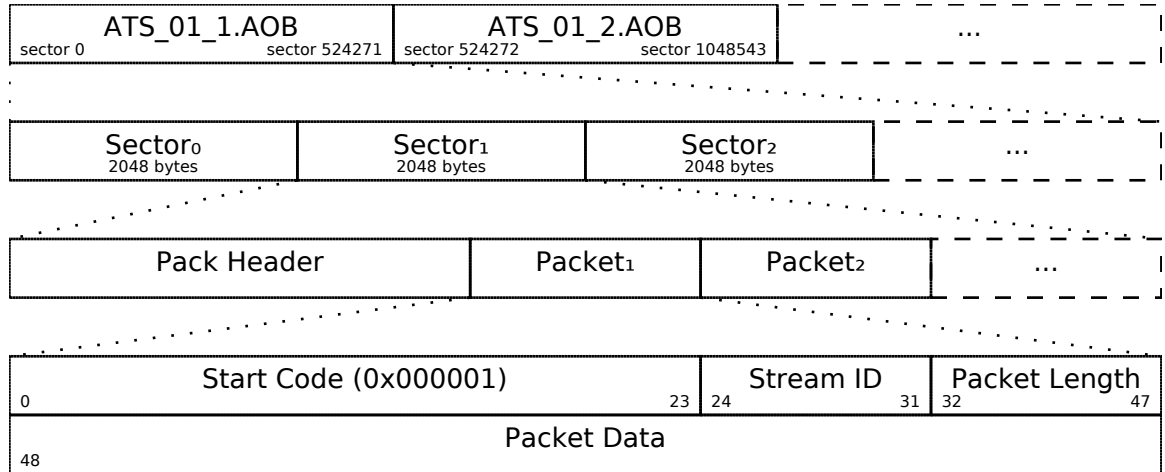 ATS_01_1.AOB ATS_01_2.AOB ...
sector 0 sector 524271 sector 524272 sector 1048543
Sector₀ Sector₁ Sector₂ ...
2048 bytes 2048 bytes 2048 bytes
Pack Header Packet₁ Packet₂ ...
Start Code (0x000001) Stream ID Packet Length
0 23 24 31 32 47
Packet Data
48